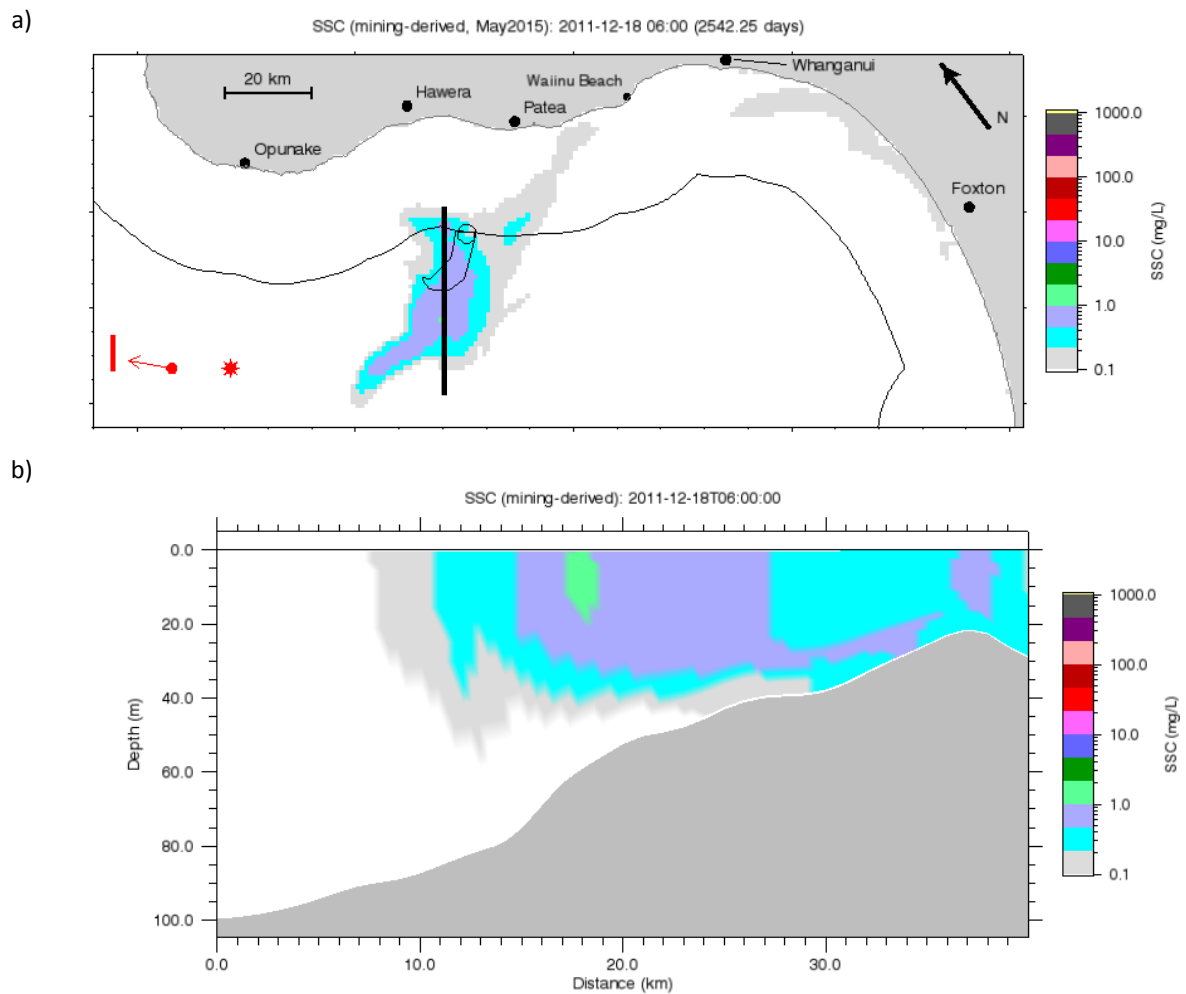 a)
SSC (mining-derived, May2015): 2011-12-18 06:00 (2542.25 days)
20 km
Hawera
Patea
Waiinu Beach
Whanganui
N
Opunake
Foxton
1000.0
100.0
10.0
1.0
0.1
SSC (mg/L)
b)
SSC (mining-derived): 2011-12-18T06:00:00
0.0
20.0
40.0
60.0
80.0
100.0
Depth (m)
0.0 10.0 20.0 30.0
Distance (km)
1000.0
100.0
10.0
1.0
0.1
SSC (mg/L)